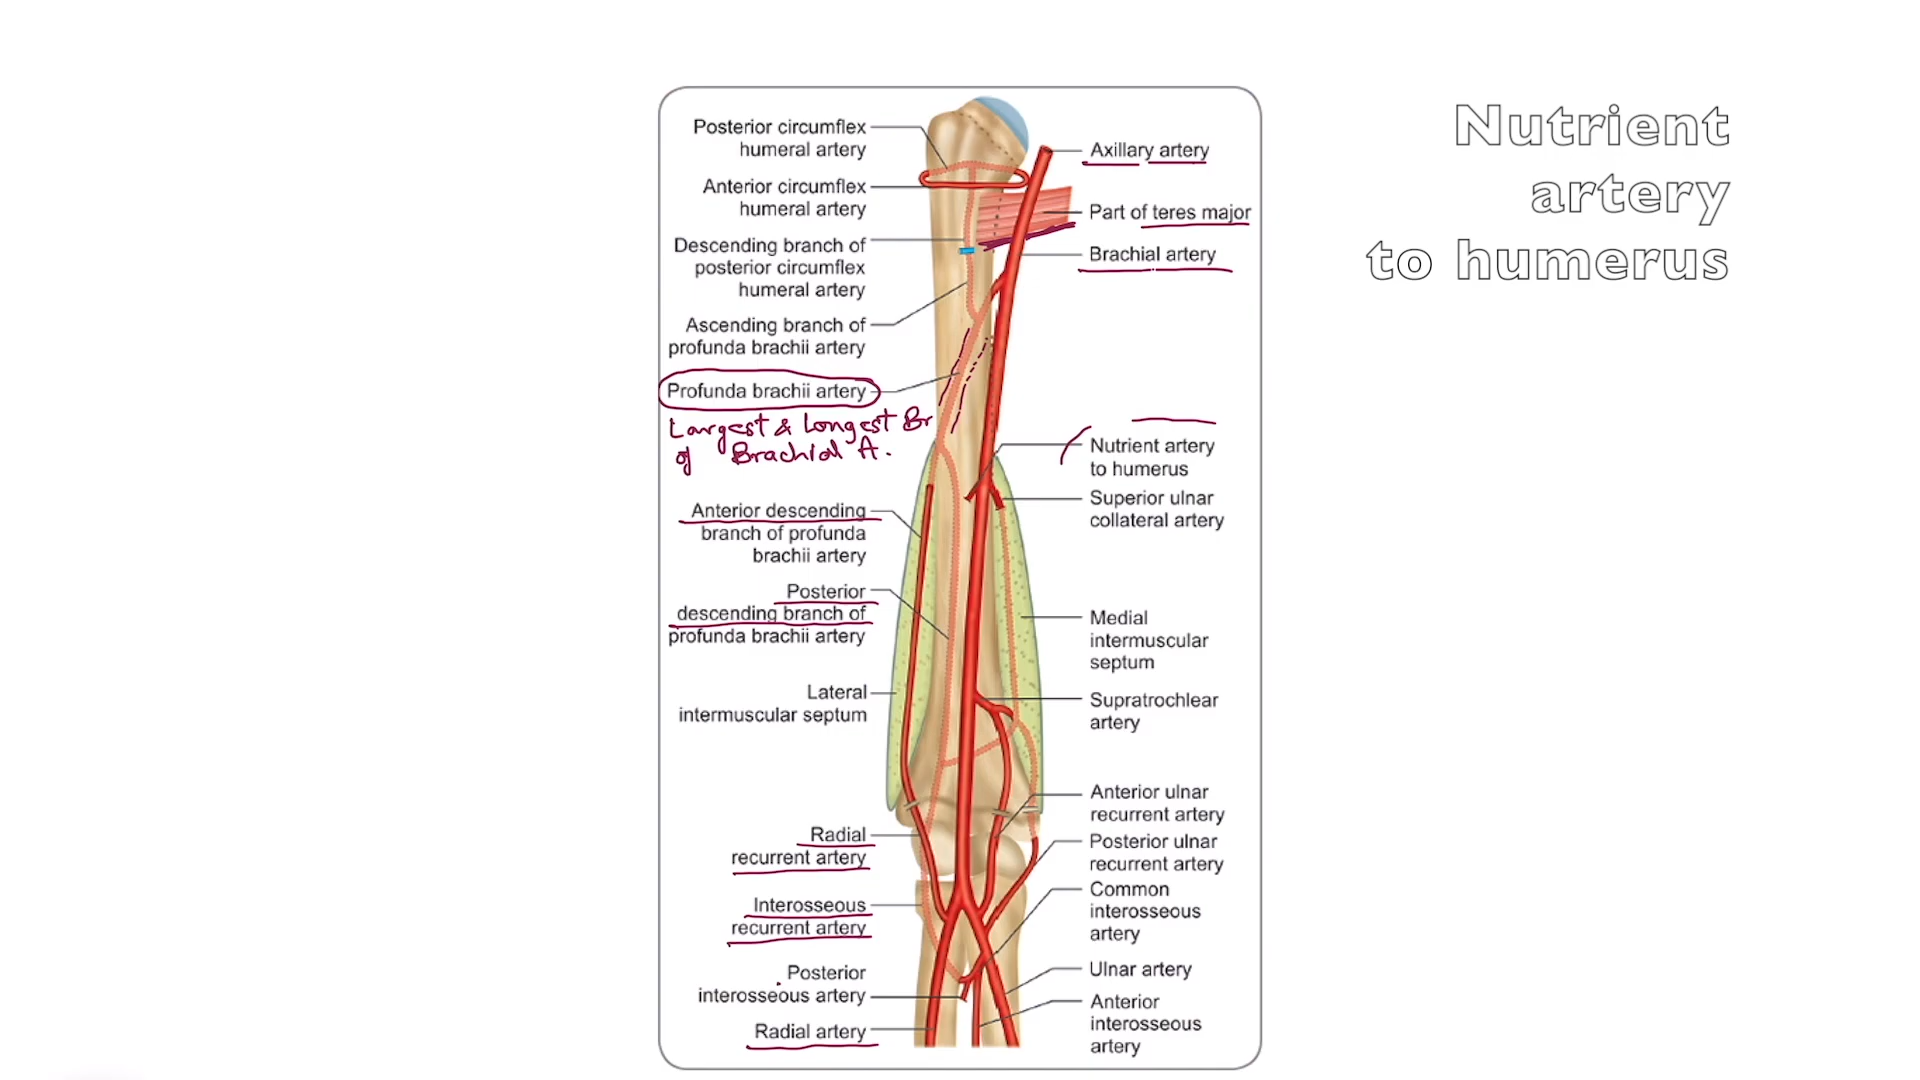 Nutrient
artery
to humerus
Posterior circumflex
humeral artery
Anterior circumflex
humeral artery
Descending branch of
posterior circumflex
humeral artery
Ascending branch of
profunda brachii artery
Profunda brachii artery
Largest & Longest Br
of Brachial A.
Anterior descending
branch of profunda
brachii artery
Posterior
descending branch of
profunda brachii artery
Lateral
intermuscular septum
Radial
recurrent artery
Interosseous
recurrent artery
Posterior
interosseous artery
Radial artery
Axillary artery
Part of teres major
Brachial artery
Nutrient artery
to humerus
Superior ulnar
collateral artery
Medial
intermuscular
septum
Supratrochlear
artery
Anterior ulnar
recurrent artery
Posterior ulnar
recurrent artery
Common
interosseous
artery
Ulnar artery
Anterior
interosseous
artery